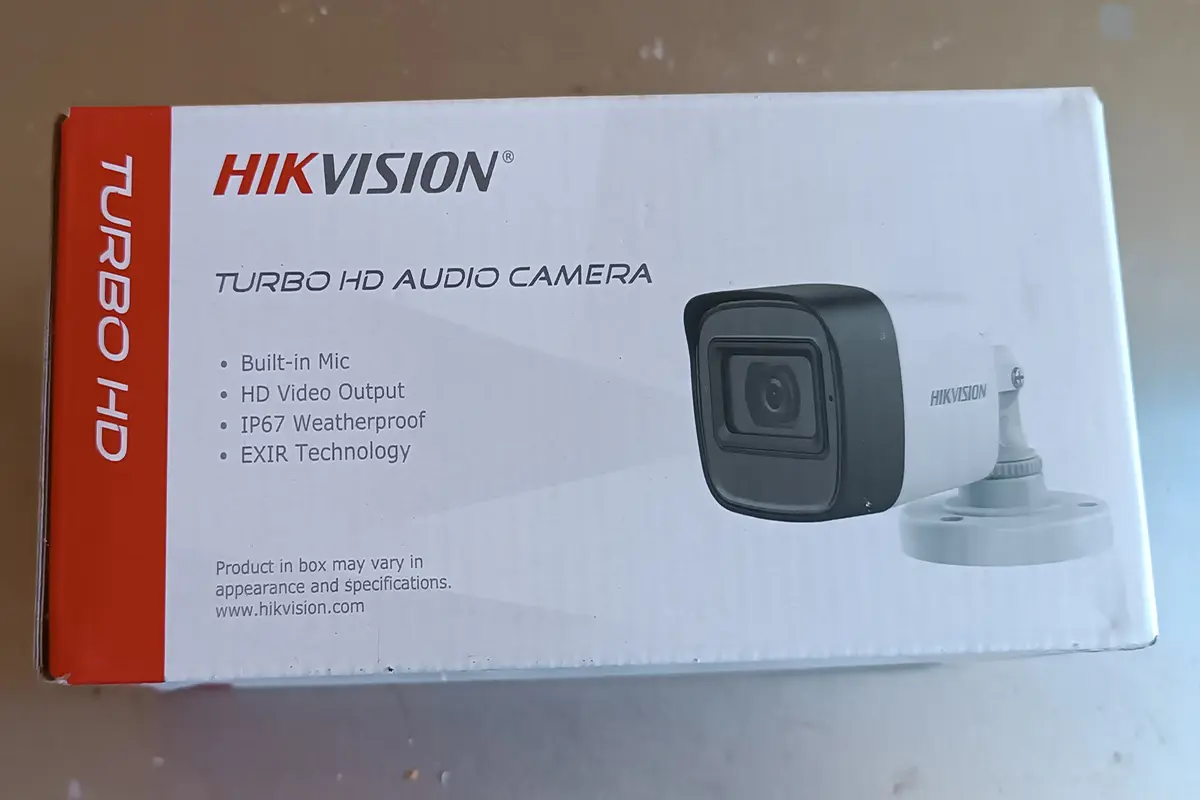 TURBO HD
HIKVISION®
TURBO HD AUDIO CAMERA
• Built-in Mic
• HD Video Output
• IP67 Weatherproof
• EXIR Technology
HIKVISION
Product in box may vary in
appearance and specifications.
www.hikvision.com